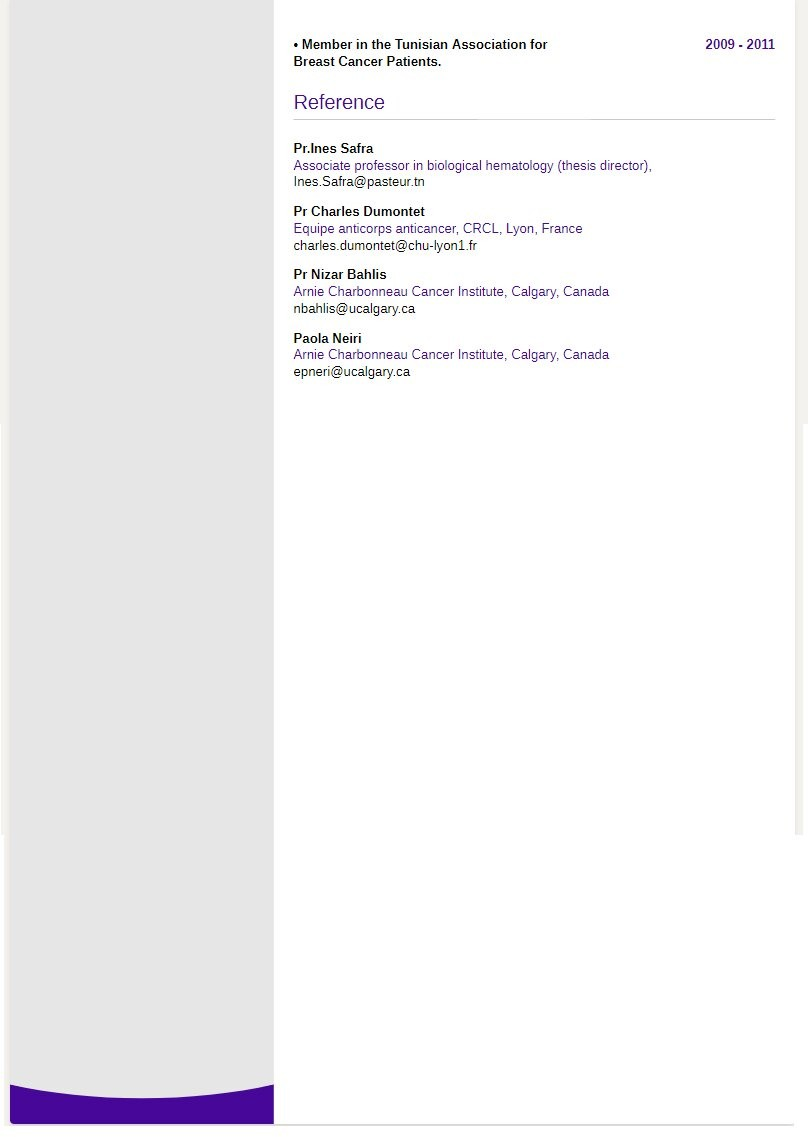 • Member in the Tunisian Association for 2009 - 2011
Breast Cancer Patients.
Reference
Pr.Ines Safra
Associate professor in biological hematology (thesis director),
Ines.Safra@pasteur.tn
Pr Charles Dumontet
Equipe anticorps anticancer, CRCL, Lyon, France
charles.dumontet@chu-lyon1.fr
Pr Nizar Bahlis
Arnie Charbonneau Cancer Institute, Calgary, Canada
nbahlis@ucalgary.ca
Paola Neiri
Arnie Charbonneau Cancer Institute, Calgary, Canada
epneri@ucalgary.ca